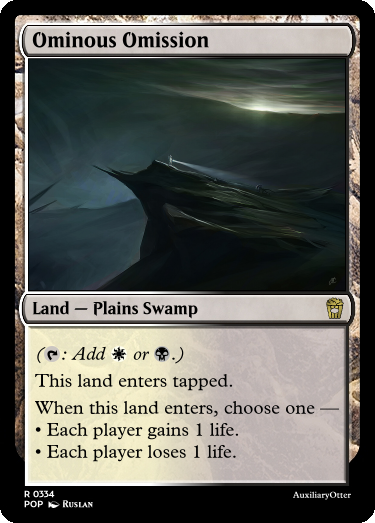 Ominous Omission
Land — Plains Swamp
(: Add or .)
This land enters tapped.
When this land enters, choose one —
• Each player gains 1 life.
• Each player loses 1 life.
R 0334
POP Ruslan
AuxiliaryOtter